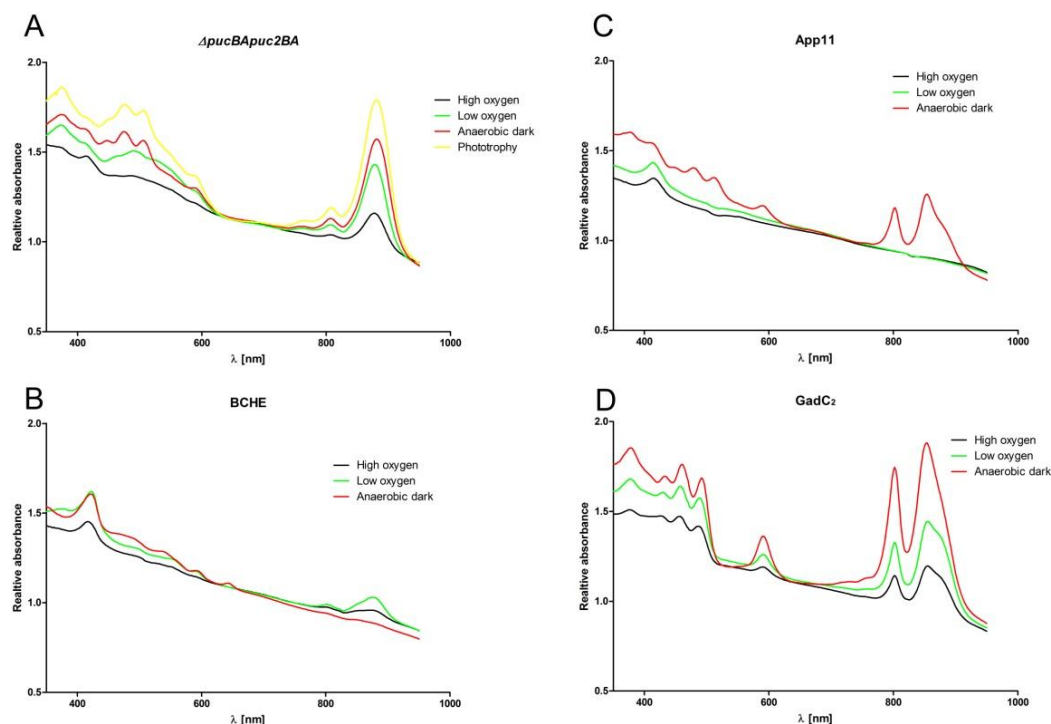 A
ΔpucBApuc2BA
Realtive absorbance
2.0
1.5
1.0
0.5
400
600
800
1000
λ [nm]
High oxygen
Low oxygen
Anaerobic dark
Phototrophy
C
App11
Realtive absorbance
2.0
1.5
1.0
0.5
400
600
800
1000
λ [nm]
High oxygen
Low oxygen
Anaerobic dark
B
BCHE
Realtive absorbance
2.0
1.5
1.0
0.5
400
600
800
1000
λ [nm]
High oxygen
Low oxygen
Anaerobic dark
D
GadC₂
Realtive absorbance
2.0
1.5
1.0
0.5
400
600
800
1000
λ [nm]
High oxygen
Low oxygen
Anaerobic dark